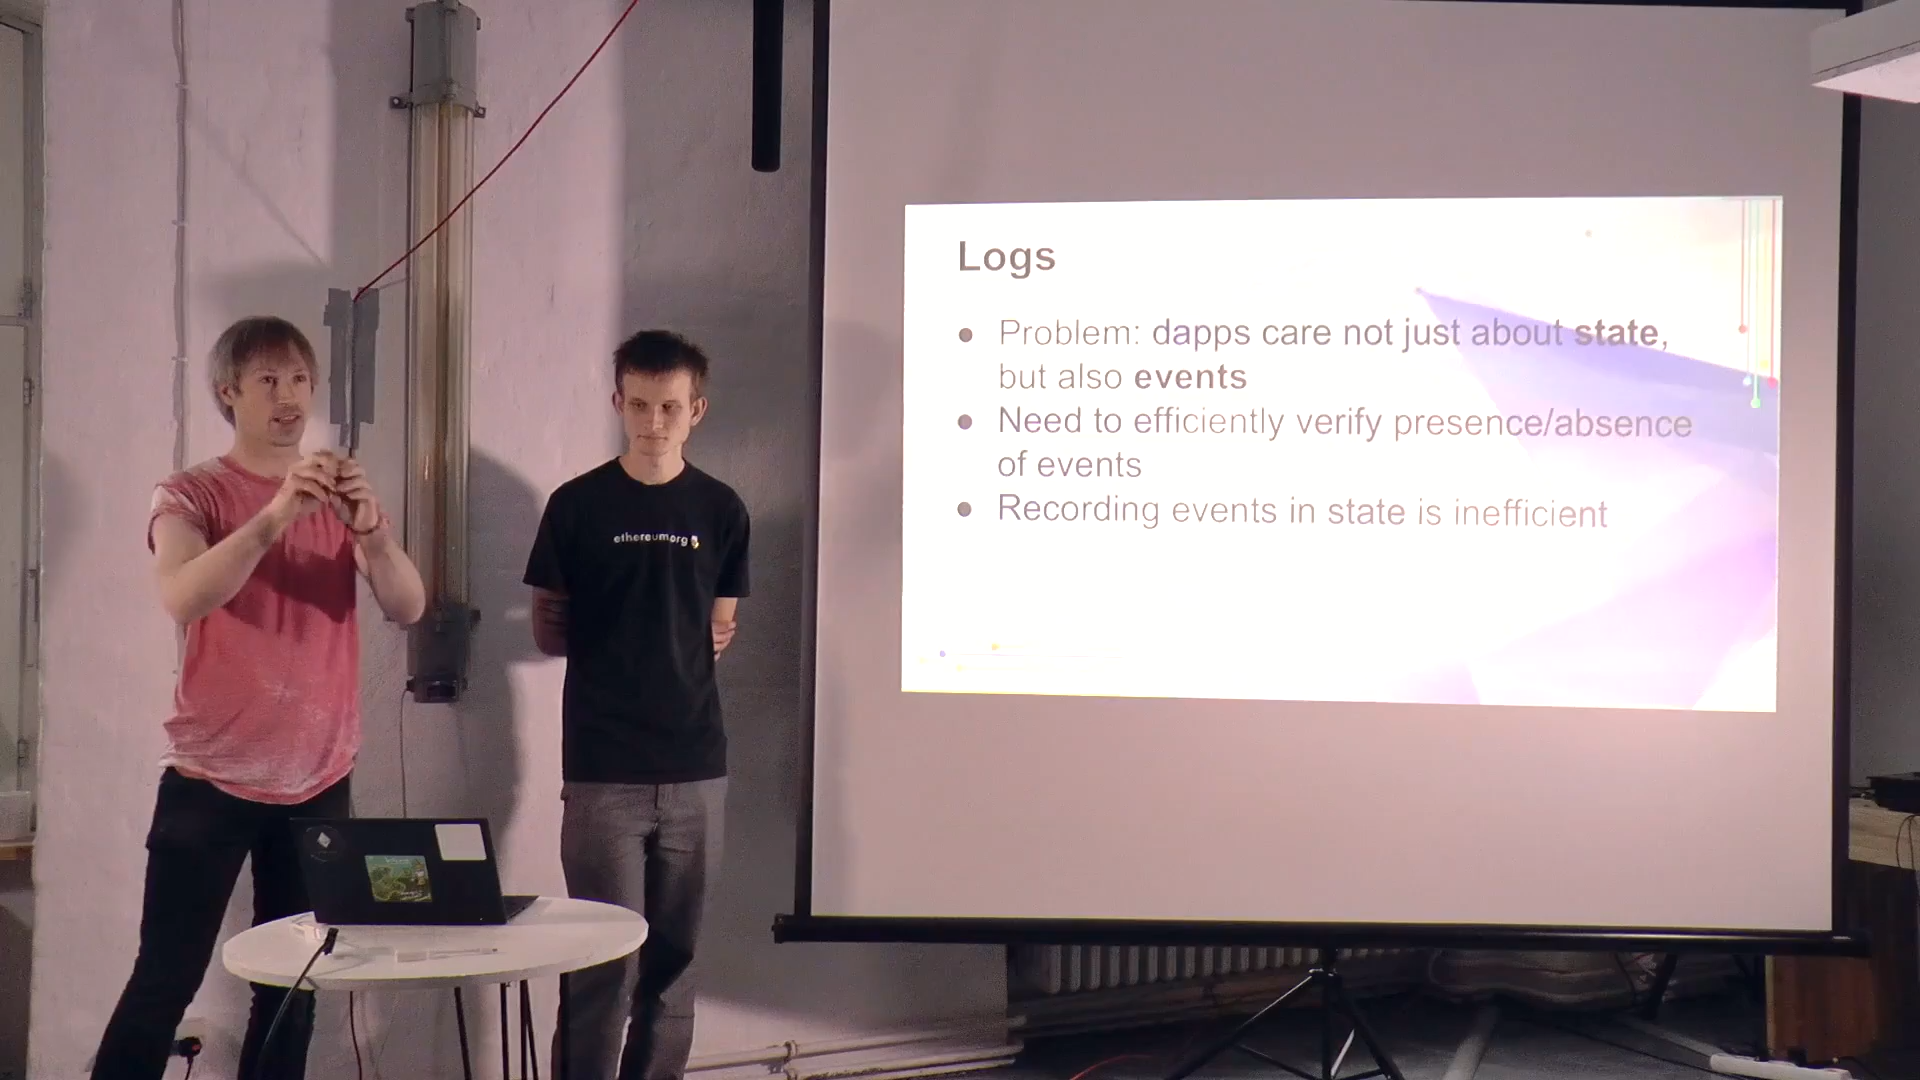 Logs
● Problem: dapps care not just about state,
but also events
● Need to efficiently verify presence/absence
of events
● Recording events in state is inefficient
ethereum.org